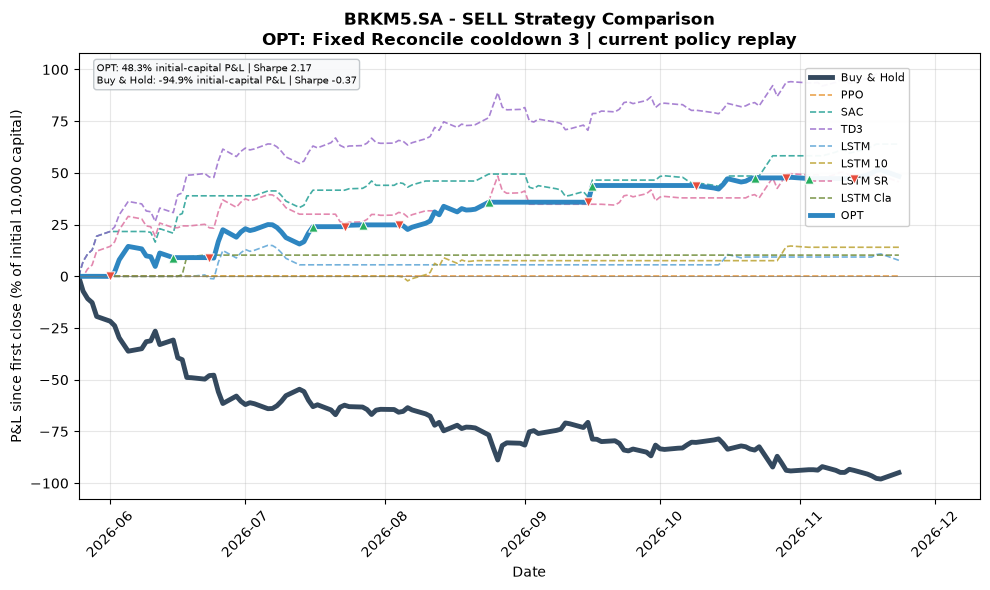 BRKM5.SA - SELL Strategy Comparison
OPT: Fixed Reconcile cooldown 3 | current policy replay
OPT: 48.3% initial-capital P&L | Sharpe 2.17
Buy & Hold: -94.9% initial-capital P&L | Sharpe -0.37
Buy & Hold
PPO
SAC
TD3
LSTM
LSTM 10
LSTM SR
LSTM Cla
OPT
P&L since first close (% of initial 10,000 capital)
100
75
50
25
0
−25
−50
−75
−100
2026-06
2026-07
2026-08
2026-09
2026-10
2026-11
2026-12
Date